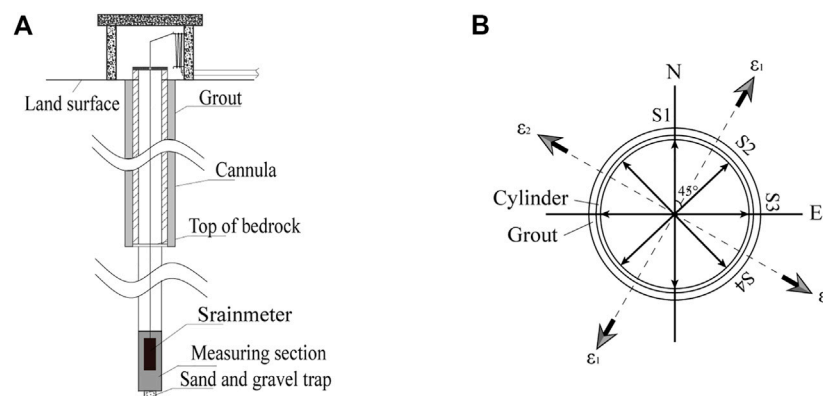 A
Land surface
Grout
Cannula
Top of bedrock
Srainmeter
Measuring section
Sand and gravel trap
B
N
ε₁
ε₂
S1
S2
45°
Cylinder
S3
E
Grout
S4
ε
ε₁